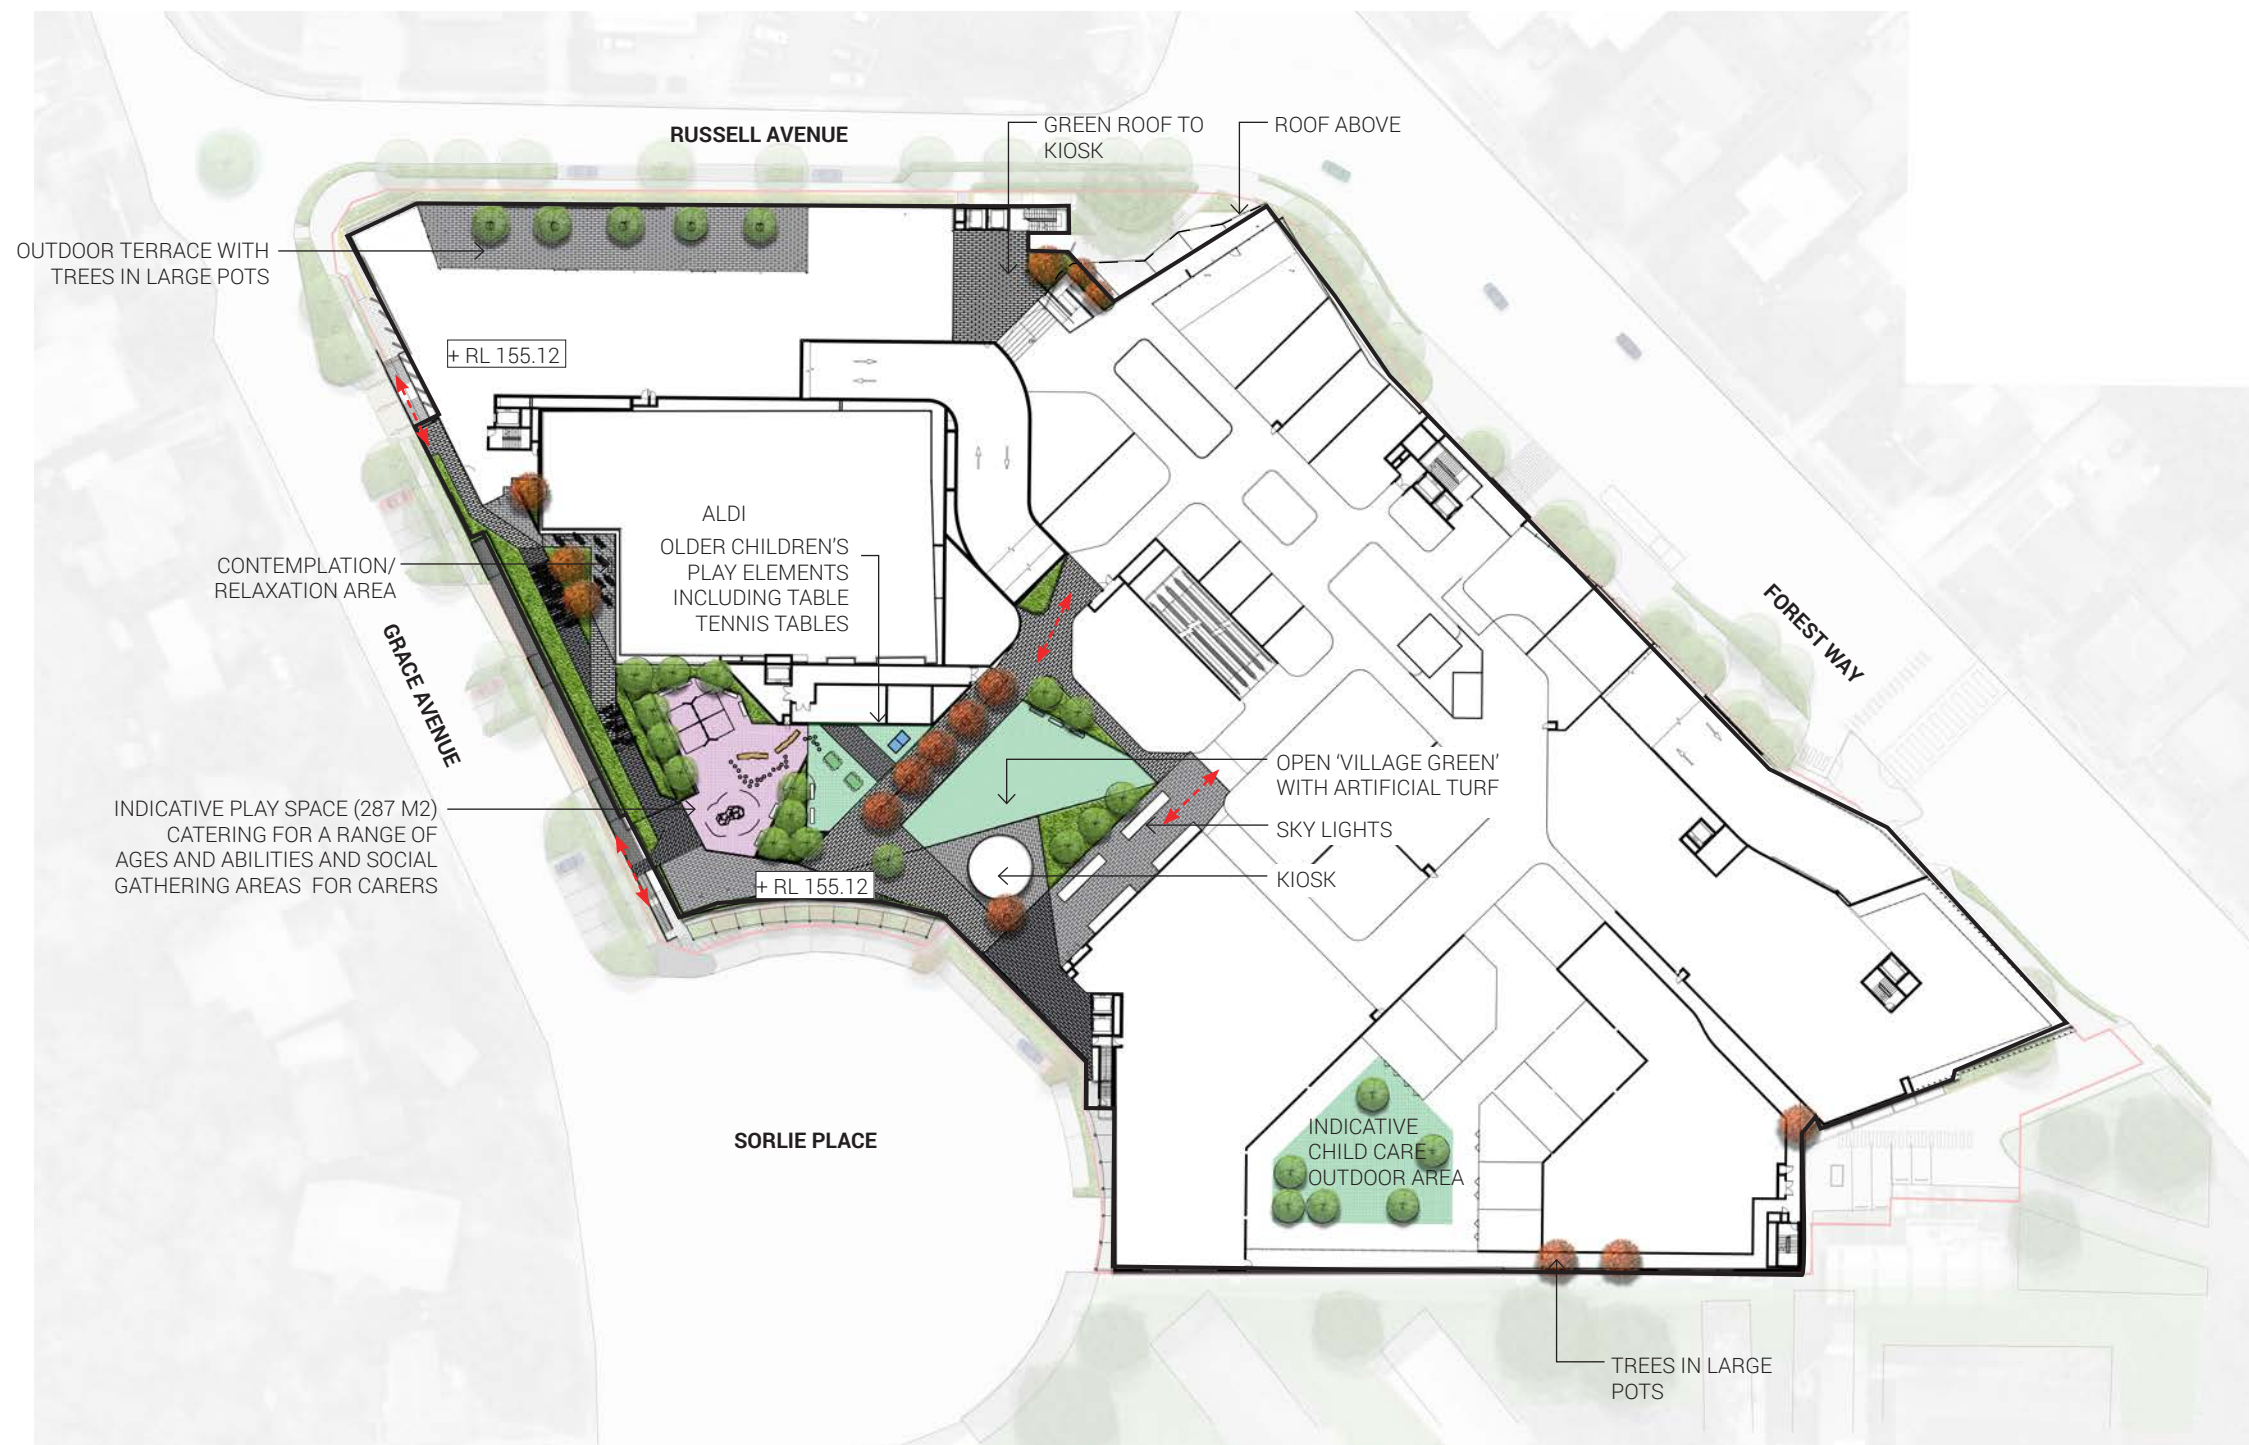 RUSSELL AVENUE
GREEN ROOF TO
KIOSK
ROOF ABOVE
OUTDOOR TERRACE WITH
TREES IN LARGE POTS
+ RL 155.12
ALDI
OLDER CHILDREN'S
PLAY ELEMENTS
INCLUDING TABLE
TENNIS TABLES
CONTEMPLATION/
RELAXATION AREA
GRACE AVENUE
FOREST WAY
OPEN ‘VILLAGE GREEN’
WITH ARTIFICIAL TURF
SKY LIGHTS
KIOSK
INDICATIVE PLAY SPACE (287 M2)
CATERING FOR A RANGE OF
AGES AND ABILITIES AND SOCIAL
GATHERING AREAS FOR CARERS
+ RL 155.12
SORLIE PLACE
INDICATIVE
CHILD CARE
OUTDOOR AREA
TREES IN LARGE
POTS